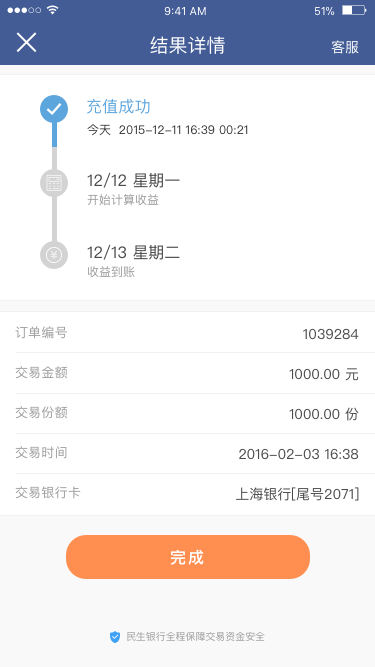 9:41 AM
51%
结果详情
客服
充值成功
今天 2015-12-11 16:39 00:21
12/12 星期一
开始计算收益
12/13 星期二
收益到账
订单编号 1039284
交易金额 1000.00 元
交易份额 1000.00 份
交易时间 2016-02-03 16:38
交易银行卡 上海银行[尾号2071]
完成
民生银行全程保障交易资金安全